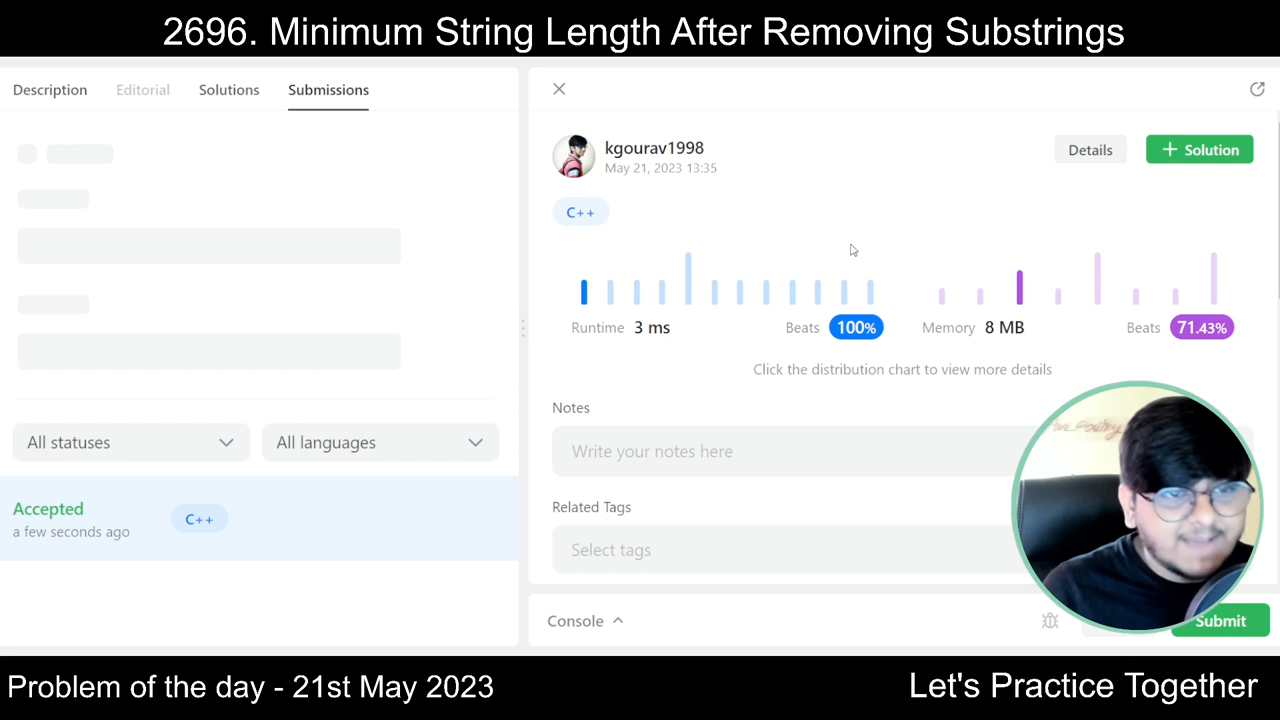 2696. Minimum String Length After Removing Substrings
Description Editorial Solutions Submissions
kgourav1998
May 21, 2023 13:35
Details
+ Solution
C++
Runtime 3 ms Beats 100% Memory 8 MB Beats 71.43%
Click the distribution chart to view more details
Notes
Write your notes here
Related Tags
Select tags
All statuses All languages
Accepted
a few seconds ago
C++
Console
Submit
Problem of the day - 21st May 2023
Let's Practice Together